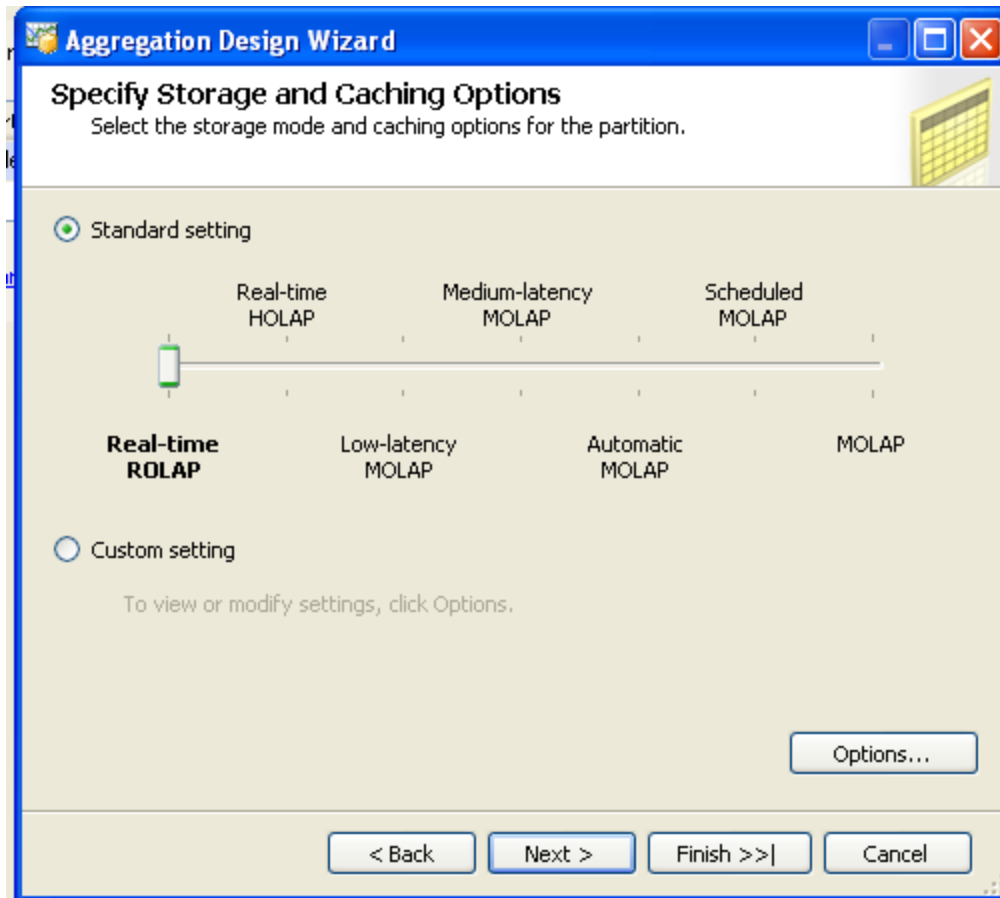 Aggregation Design Wizard
Specify Storage and Caching Options
Select the storage mode and caching options for the partition.
Standard setting
Real-time
HOLAP
Medium-latency
MOLAP
Scheduled
MOLAP
Real-time
ROLAP
Low-latency
MOLAP
Automatic
MOLAP
MOLAP
Custom setting
To view or modify settings, click Options.
Options...
< Back
Next >
Finish >>|
Cancel